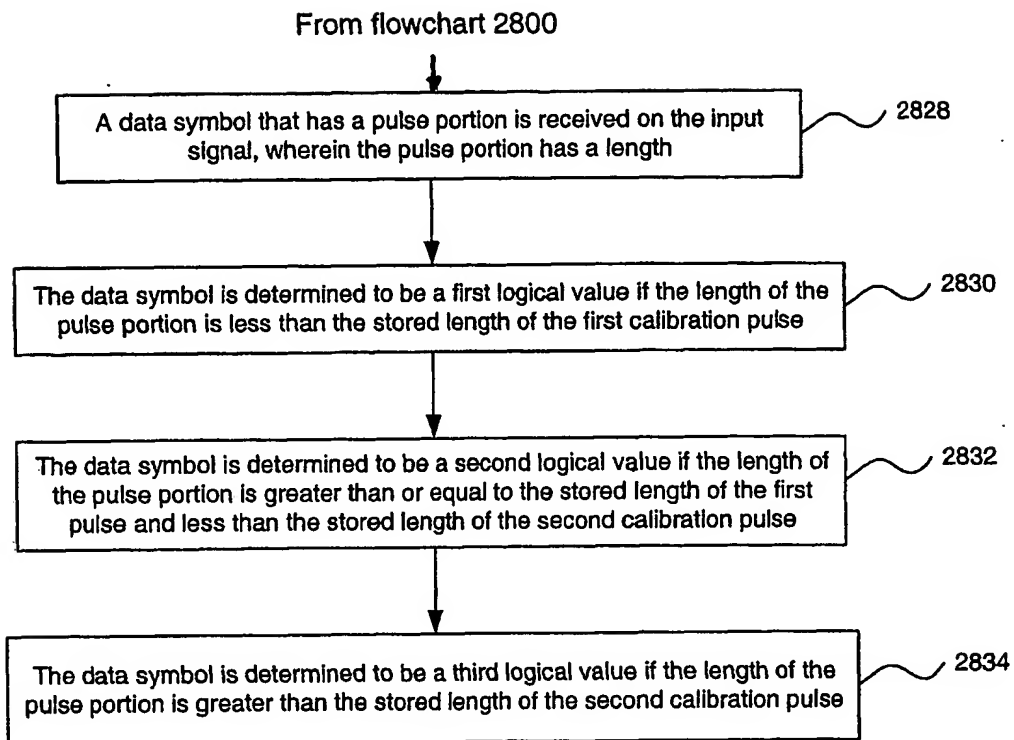 From flowchart 2800
A data symbol that has a pulse portion is received on the input
signal, wherein the pulse portion has a length
2828
The data symbol is determined to be a first logical value if the length of the
pulse portion is less than the stored length of the first calibration pulse
2830
The data symbol is determined to be a second logical value if the length of
the pulse portion is greater than or equal to the stored length of the first
pulse and less than the stored length of the second calibration pulse
2832
The data symbol is determined to be a third logical value if the length of the
pulse portion is greater than the stored length of the second calibration pulse
2834